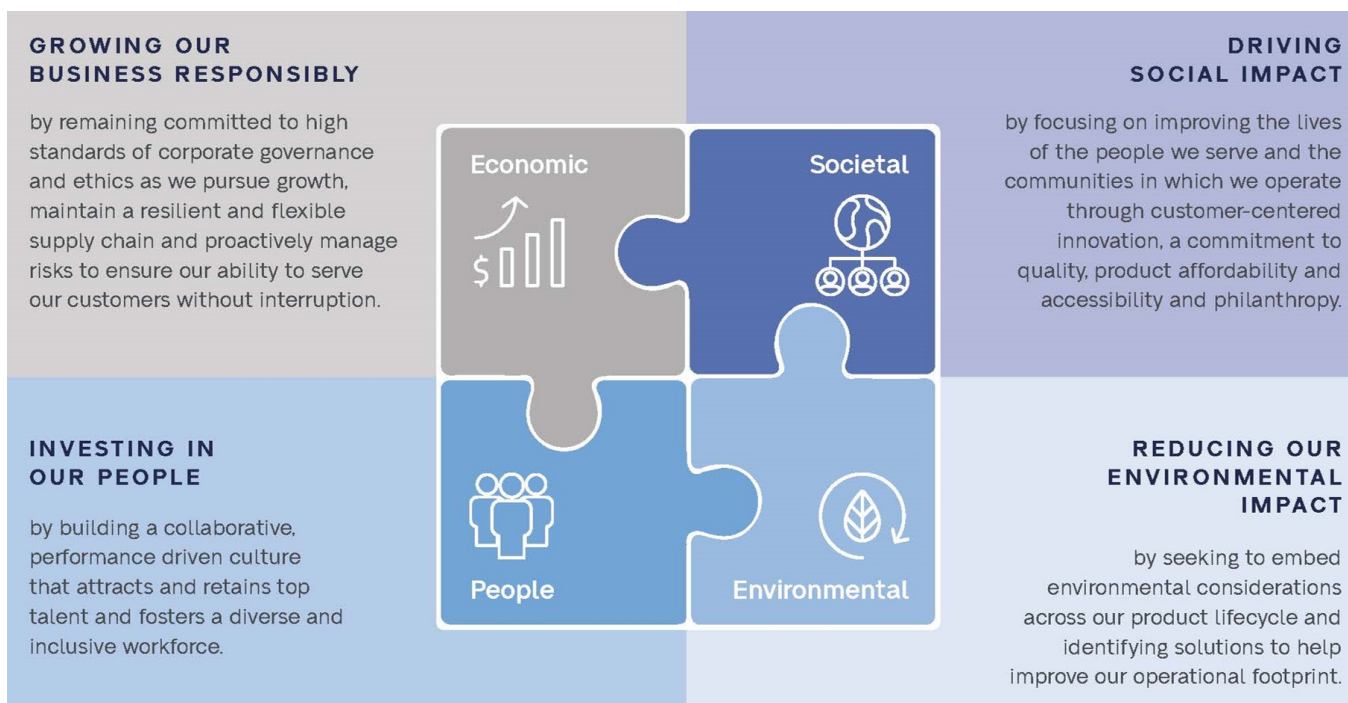 GROWING OUR
BUSINESS RESPONSIBLY
by remaining committed to high
standards of corporate governance
and ethics as we pursue growth,
maintain a resilient and flexible
supply chain and proactively manage
risks to ensure our ability to serve
our customers without interruption.
DRIVING
SOCIAL IMPACT
by focusing on improving the lives
of the people we serve and the
communities in which we operate
through customer-centered
innovation, a commitment to
quality, product affordability and
accessibility and philanthropy.
Economic
$
Societal
INVESTING IN
OUR PEOPLE
by building a collaborative,
performance driven culture
that attracts and retains top
talent and fosters a diverse and
inclusive workforce.
People
Environmental
REDUCING OUR
ENVIRONMENTAL
IMPACT
by seeking to embed
environmental considerations
across our product lifecycle and
identifying solutions to help
improve our operational footprint.